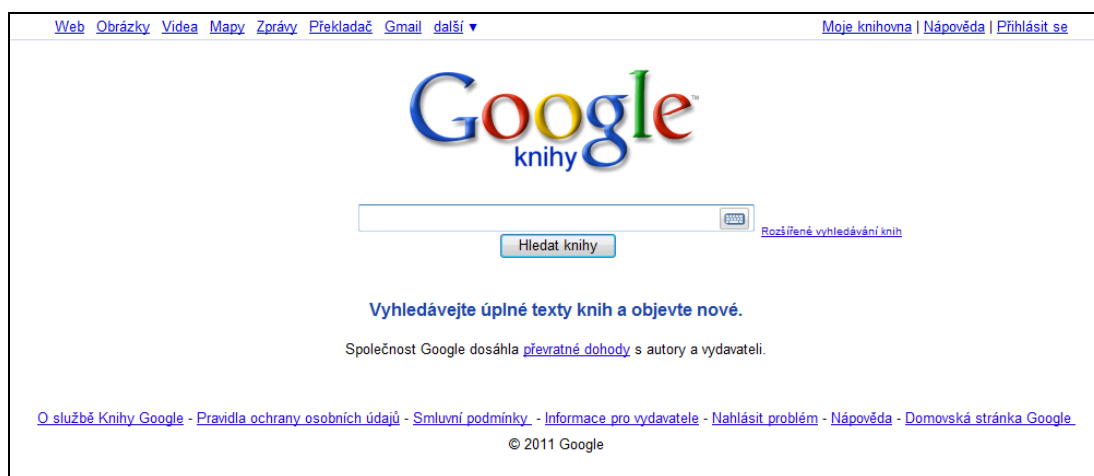 Web Obrázky Videa Mapy Zprávy Překladač Gmail další ▼ Moje knihovna | Nápověda | Přihlásit se
Google™
knihy
Rozšířené vyhledávání knih
Hledat knihy
Vyhledávejte úplné texty knih a objevte nové.
Společnost Google dosáhla převratné dohody s autory a vydavateli.
O službě Knihy Google - Pravidla ochrany osobních údajů - Smluvní podmínky - Informace pro vydavatele - Nahlásit problém - Nápověda - Domovská stránka Google
© 2011 Google